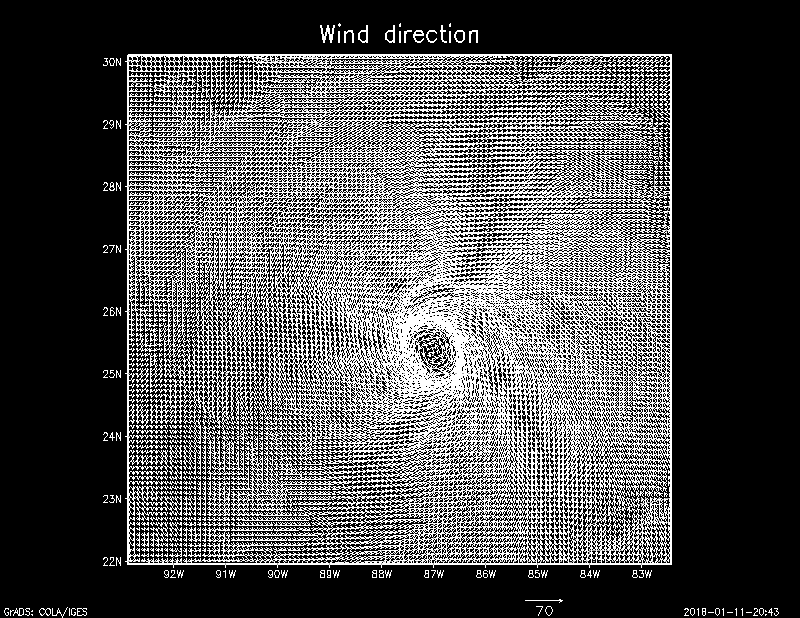 Wind direction
30N
29N
28N
27N
26N
25N
24N
23N
22N
92W 91W 90W 89W 88W 87W 86W 85W 84W 83W
70
GrADS: COLA/IGES 2018-01-11-20:43